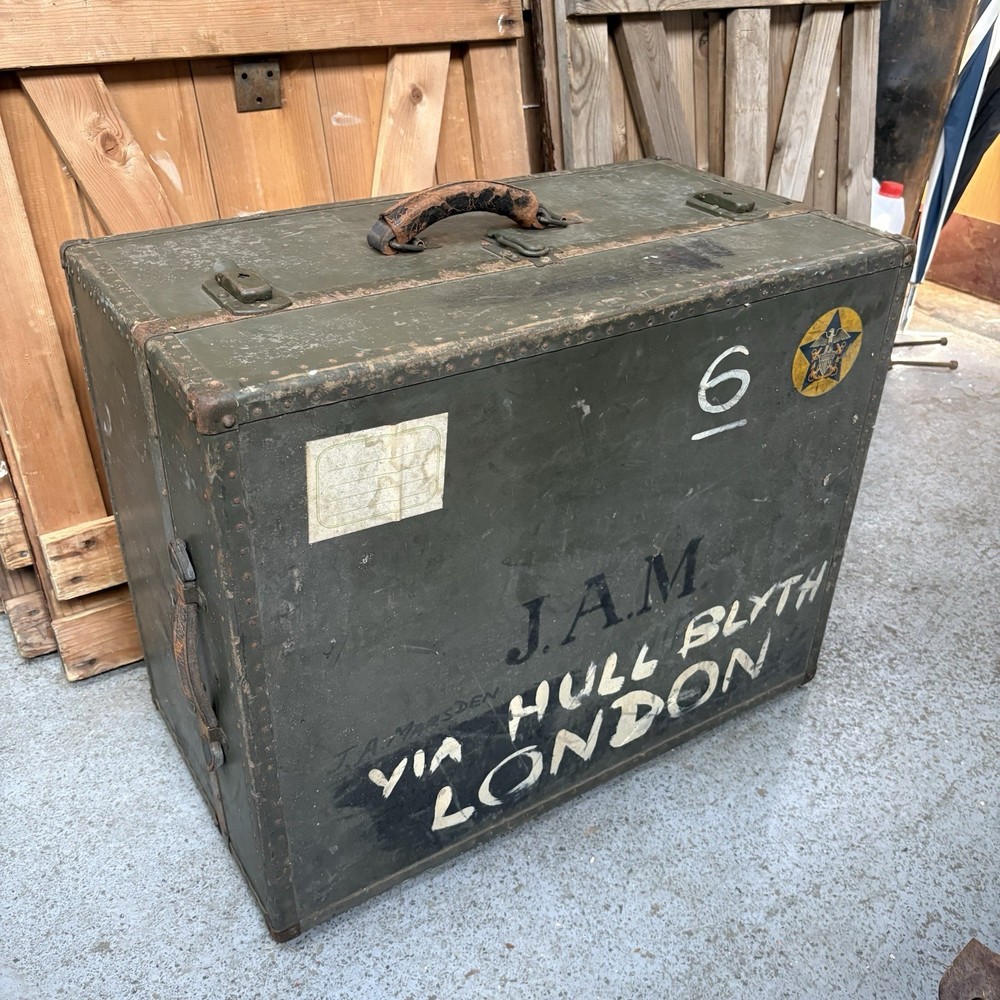 6
J.A.M.
J.A. MARSDEN
VIA HULL BLYTH
LONDON